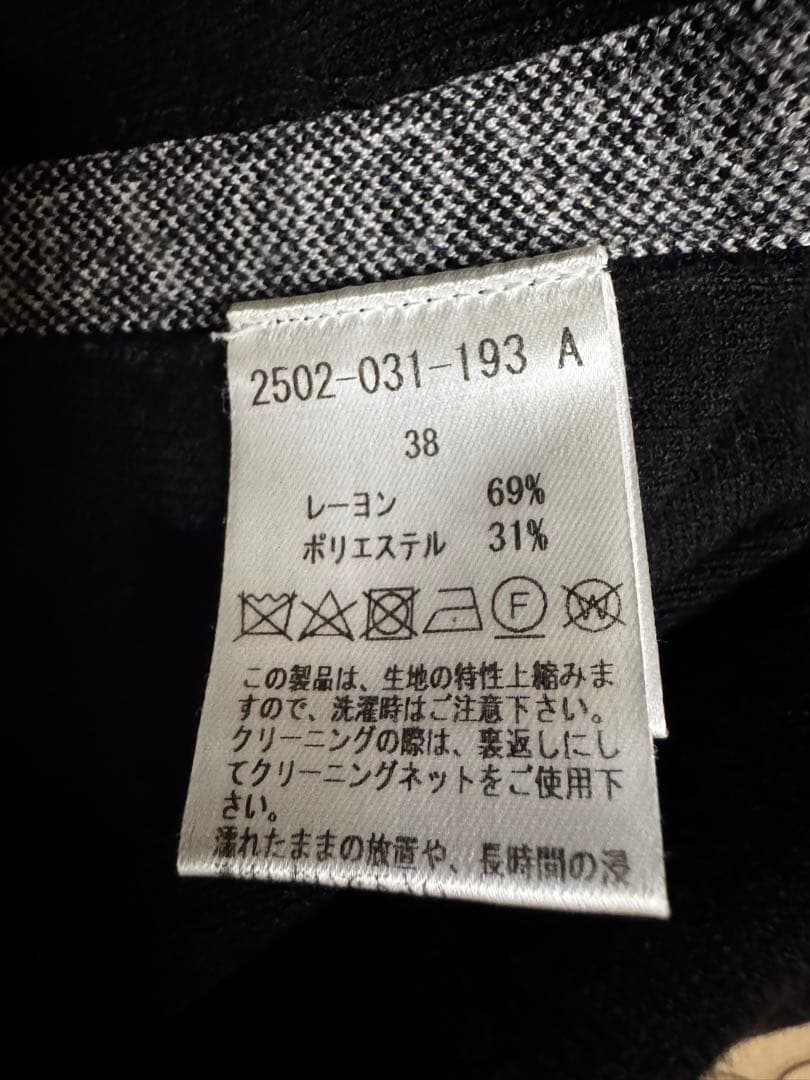 2502-031-193 A
38
レーヨン 69%
ポリエステル 31%
F W
この製品は、生地の特性上縮みま
すので、洗濯時はご注意下さい。
クリーニングの際は、裏返しにし
てクリーニングネットをご使用下
さい。
濡れたままの放置や、長時間の浸